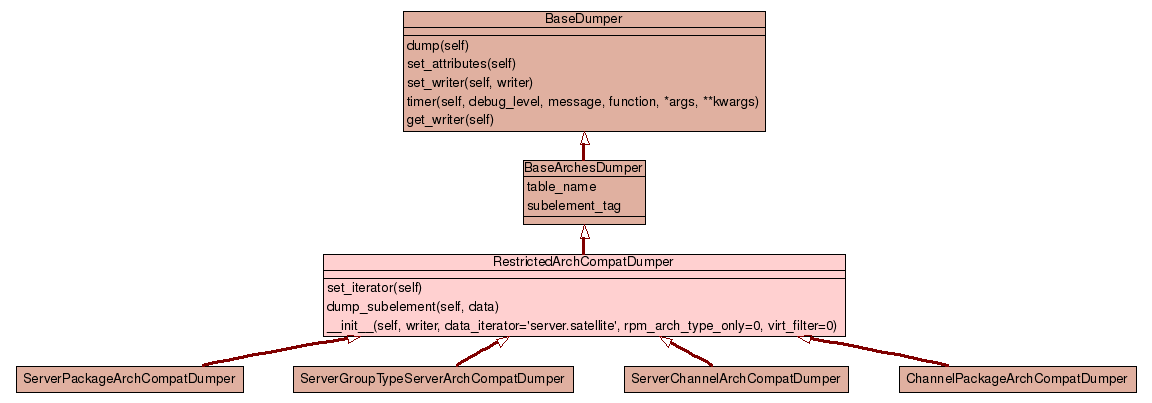 BaseDumper
dump(self)
set_attributes(self)
set_writer(self, writer)
timer(self, debug_level, message, function, *args, **kwargs)
get_writer(self)
BaseArchesDumper
table_name
subelement_tag
RestrictedArchCompatDumper
set_iterator(self)
dump_subelement(self, data)
__init__(self, writer, data_iterator='server.satellite', rpm_arch_type_only=0, virt_filter=0)
ServerPackageArchCompatDumper
ServerGroupTypeServerArchCompatDumper
ServerChannelArchCompatDumper
ChannelPackageArchCompatDumper